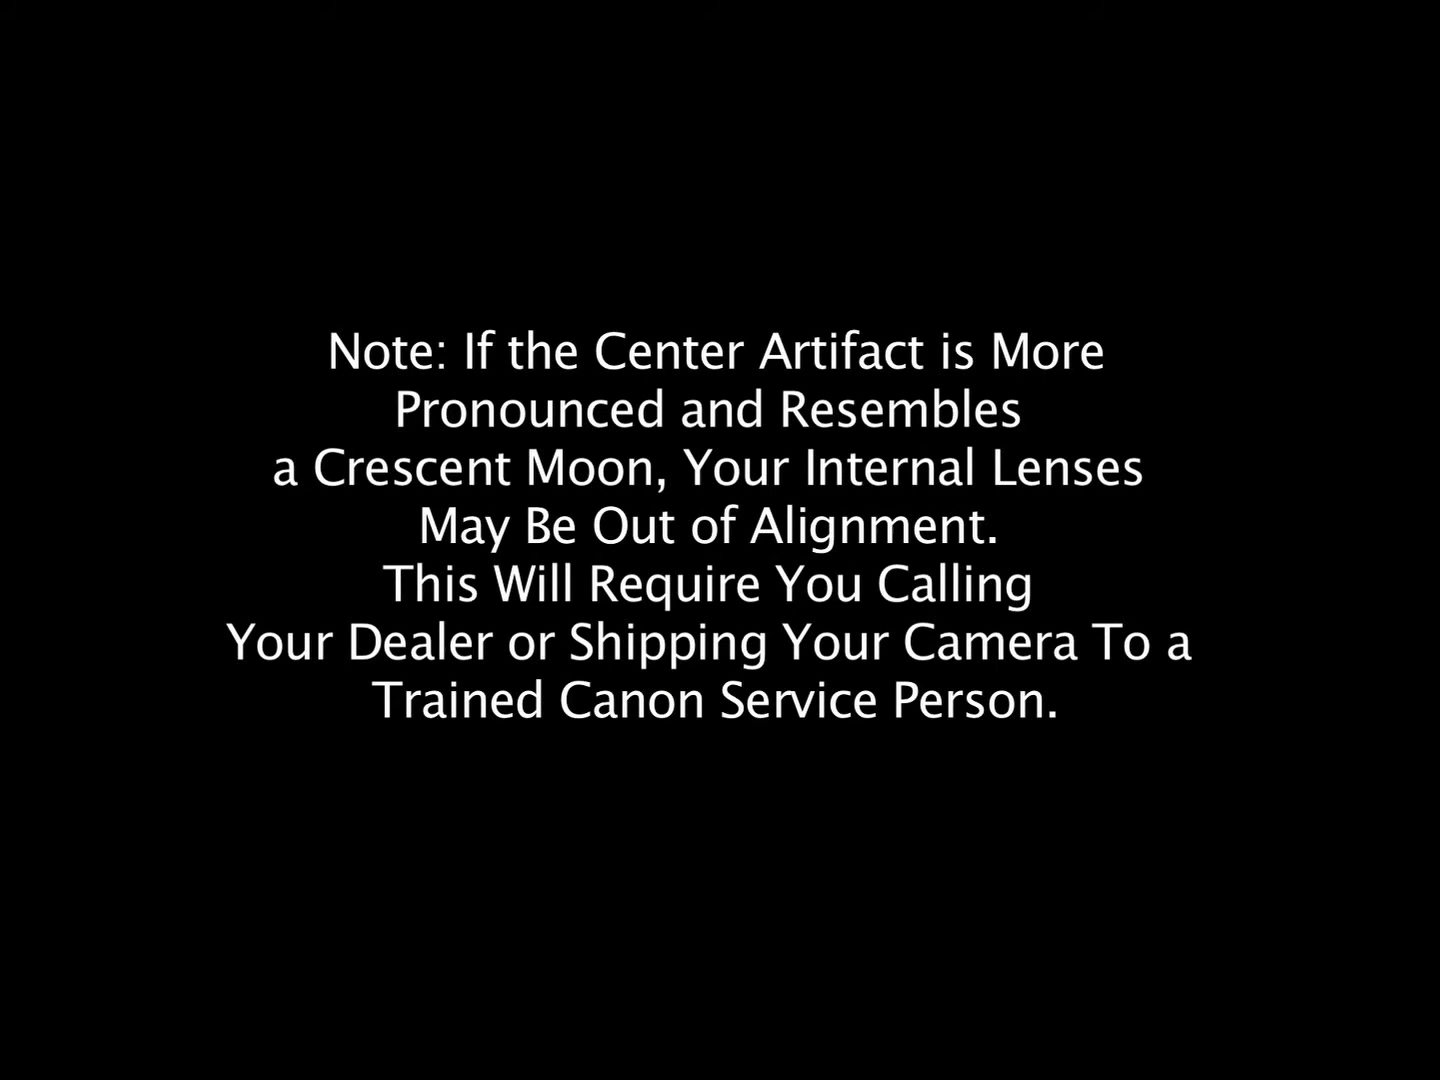 Note: If the Center Artifact is More
Pronounced and Resembles
a Crescent Moon, Your Internal Lenses
May Be Out of Alignment.
This Will Require You Calling
Your Dealer or Shipping Your Camera To a
Trained Canon Service Person.